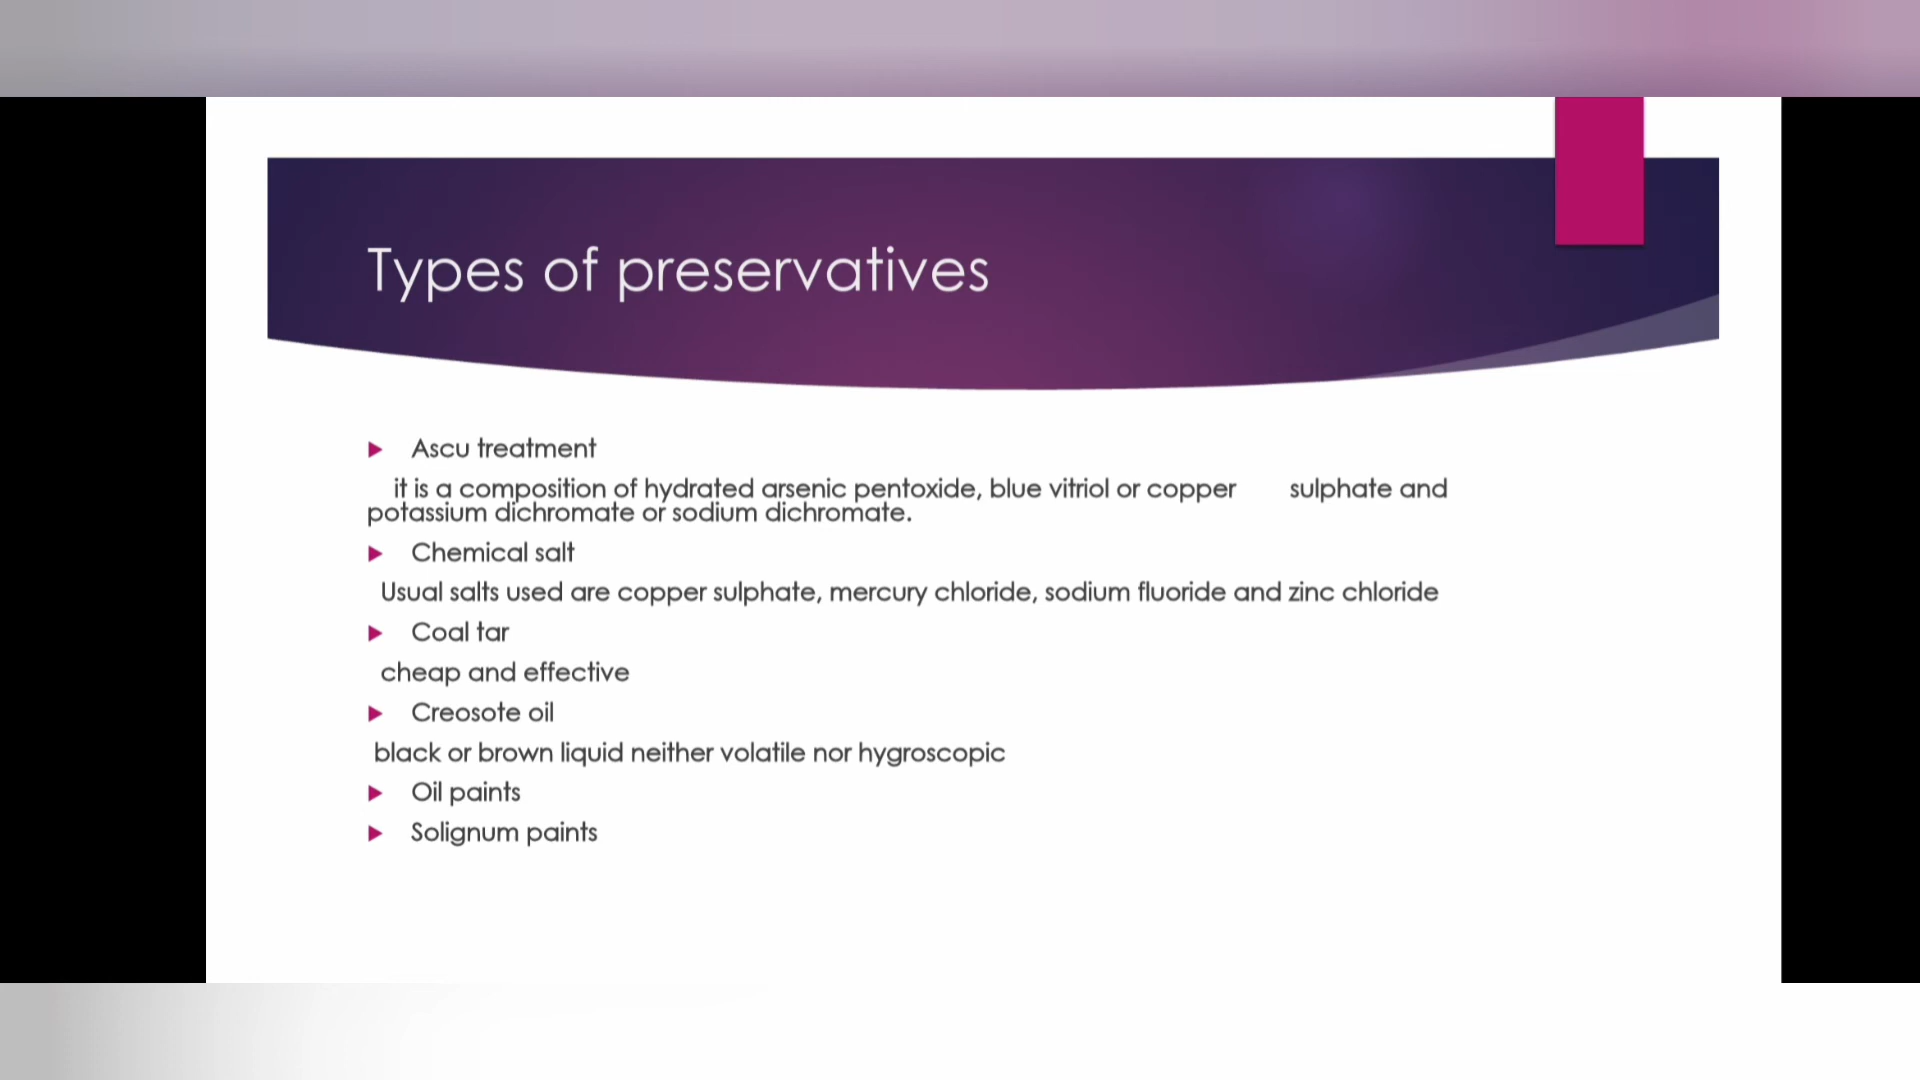 Types of preservatives
Ascu treatment
it is a composition of hydrated arsenic pentoxide, blue vitriol or copper sulphate and
potassium dichromate or sodium dichromate.
Chemical salt
Usual salts used are copper sulphate, mercury chloride, sodium fluoride and zinc chloride
Coal tar
cheap and effective
Creosote oil
black or brown liquid neither volatile nor hygroscopic
Oil paints
Solignum paints